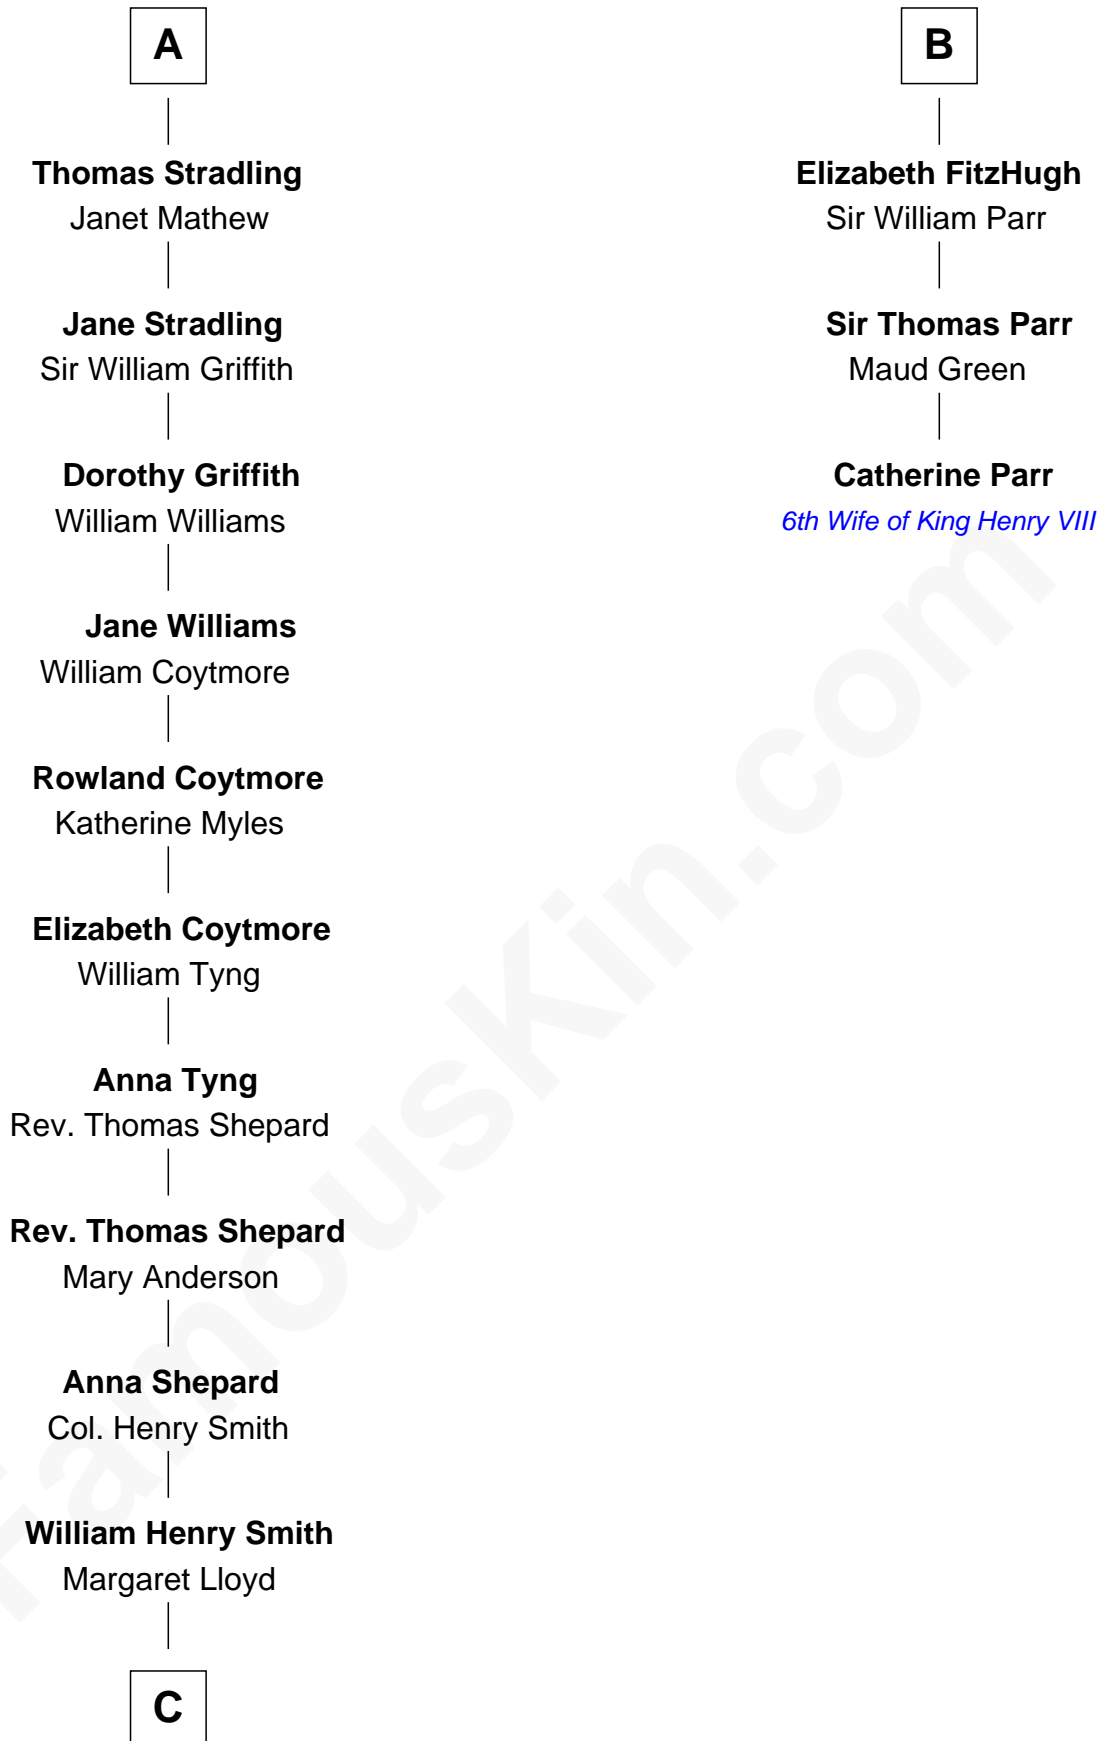 A
Thomas Stradling
Janet Mathew
Jane Stradling
Sir William Griffith
Dorothy Griffith
William Williams
Jane Williams
William Coytmore
Rowland Coytmore
Katherine Myles
Elizabeth Coytmore
William Tyng
Anna Tyng
Rev. Thomas Shepard
Rev. Thomas Shepard
Mary Anderson
Anna Shepard
Col. Henry Smith
William Henry Smith
Margaret Lloyd
C
B
Elizabeth FitzHugh
Sir William Parr
Sir Thomas Parr
Maud Green
Catherine Parr
6th Wife of King Henry VIII
FamousKin.com